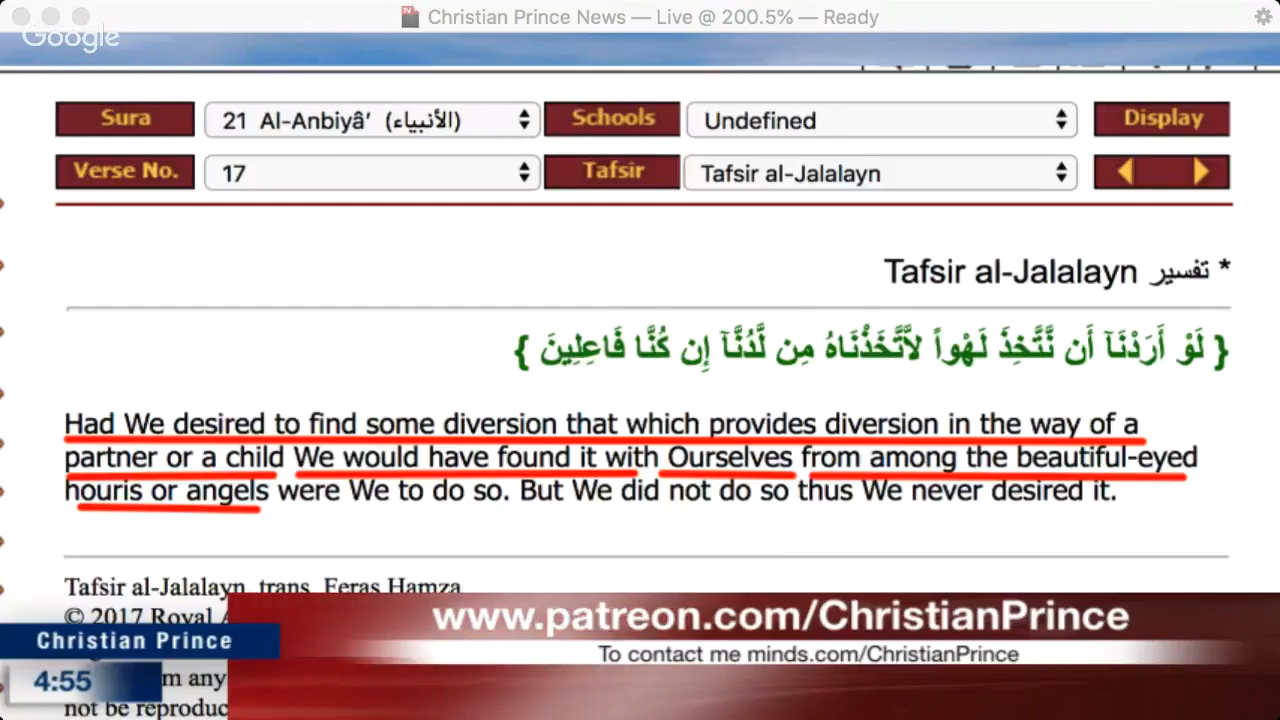 Christian Prince News — Live @ 200.5% — Ready
Google
Sura 21 Al-Anbiyâ' (الأنبياء) Schools Undefined Display
Verse No. 17 Tafsir Tafsir al-Jalalayn
* تفسير Tafsir al-Jalalayn
{ لَوْ أَرَدْنَآ أَن نَّتَّخِذَ لَهْواً لاَّتَّخَذْنَاهُ مِن لَّدُنَّآ إِن كُنَّا فَاعِلِينَ }
Had We desired to find some diversion that which provides diversion in the way of a
partner or a child We would have found it with Ourselves from among the beautiful-eyed
houris or angels were We to do so. But We did not do so thus We never desired it.
Tafsir al-Jalalayn, trans. Feras Hamza
© 2017 Royal
www.patreon.com/ChristianPrince
Christian Prince
To contact me minds.com/ChristianPrince
4:55
any
not be